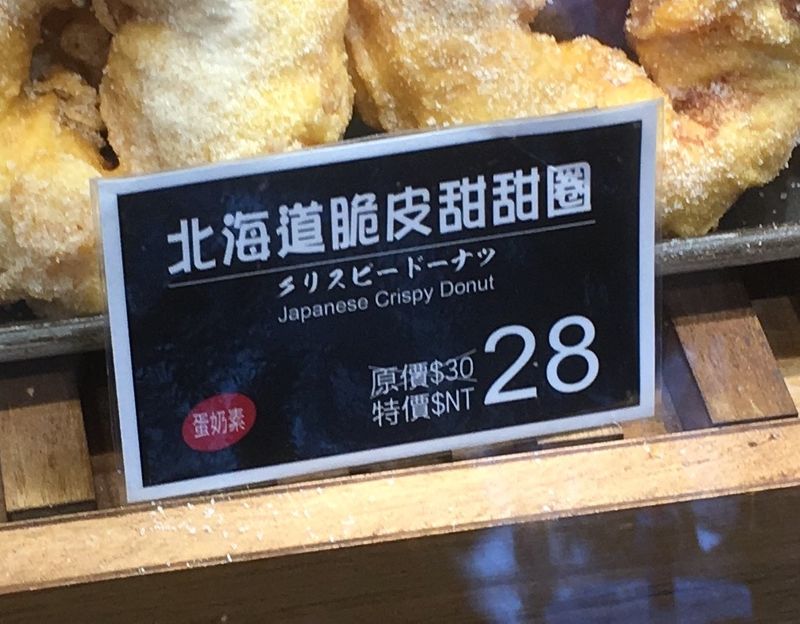 北海道脆皮甜甜圈
ミリスピードーナツ
Japanese Crispy Donut
原價$30
特價$NT 28
蛋奶素